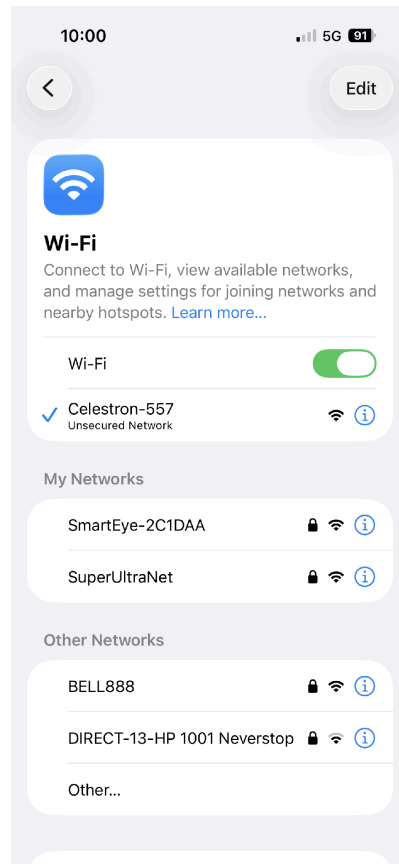 10:00
5G 91
Edit
Wi-Fi
Connect to Wi-Fi, view available networks,
and manage settings for joining networks and
nearby hotspots. Learn more...
Wi-Fi
Celestron-557
Unsecured Network
My Networks
SmartEye-2C1DAA
SuperUltraNet
Other Networks
BELL888
DIRECT-13-HP 1001 Neverstop
Other...